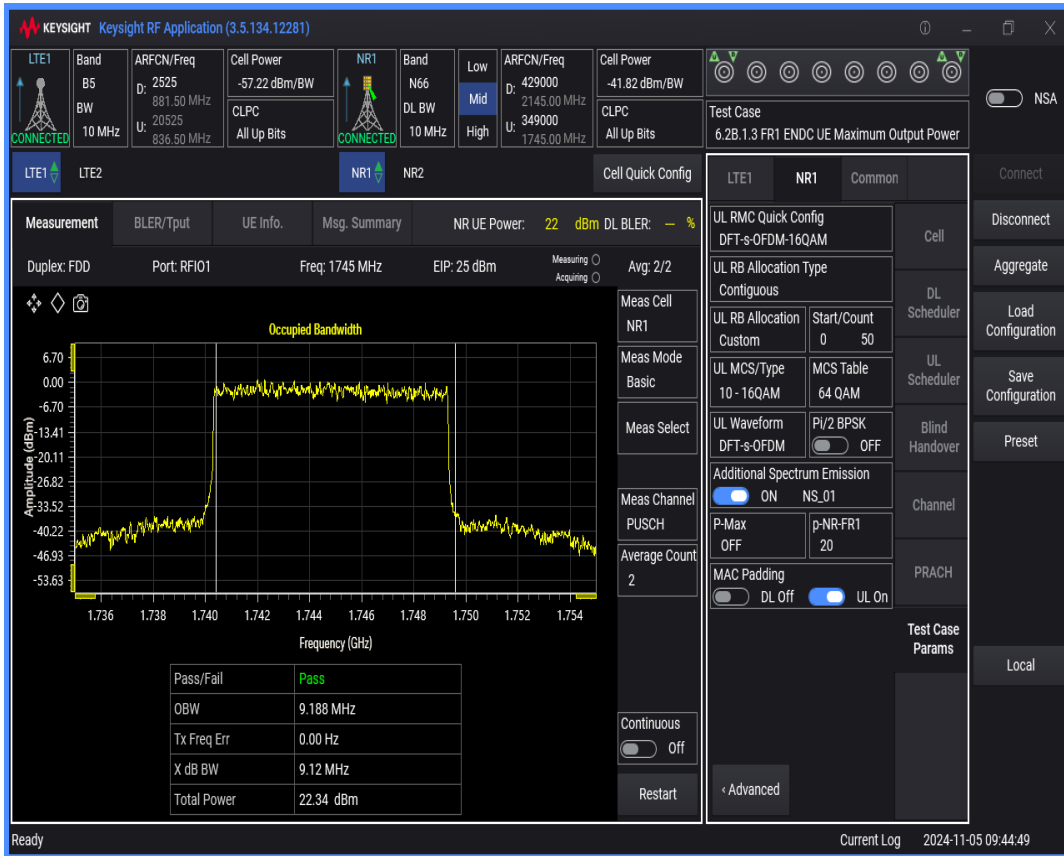 KEYSIGHT Keysight RF Application (3.5.134.12281)
LTE1
CONNECTED
Band
B5
BW
10 MHz
ARFCN/Freq
D: 2525
881.50 MHz
U: 20525
836.50 MHz
Cell Power
-57.22 dBm/BW
CLPC
All Up Bits
NR1
CONNECTED
Band
N66
DL BW
10 MHz
Low
Mid
High
ARFCN/Freq
D: 429000
2145.00 MHz
U: 349000
1745.00 MHz
Cell Power
-41.82 dBm/BW
CLPC
All Up Bits
Test Case
6.2B.1.3 FR1 ENDC UE Maximum Output Power
NSA
LTE1 LTE2 NR1 NR2 Cell Quick Config
Measurement BLER/Tput UE Info. Msg. Summary NR UE Power: 22 dBm DL BLER: -- %
Duplex: FDD Port: RFIO1 Freq: 1745 MHz EIP: 25 dBm Measuring Avg: 2/2
Acquiring
Occupied Bandwidth
6.70
0.00
-6.70
-13.41
-20.11
-26.82
-33.52
-40.22
-46.93
-53.63
Amplitude (dBm)
1.736 1.738 1.740 1.742 1.744 1.746 1.748 1.750 1.752 1.754
Frequency (GHz)
Pass/Fail Pass
OBW 9.188 MHz
Tx Freq Err 0.00 Hz
X dB BW 9.12 MHz
Total Power 22.34 dBm
Meas Cell
NR1
Meas Mode
Basic
Meas Select
Meas Channel
PUSCH
Average Count
2
Continuous
Off
Restart
LTE1 NR1 Common
UL RMC Quick Config
DFT-s-OFDM-16QAM
UL RB Allocation Type
Contiguous
UL RB Allocation
Custom
Start/Count
0 50
UL MCS/Type
10 - 16QAM
MCS Table
64 QAM
UL Waveform
DFT-s-OFDM
Pi/2 BPSK
OFF
Additional Spectrum Emission
ON NS_01
P-Max
OFF
p-NR-FR1
20
MAC Padding
DL Off UL On
‹ Advanced
Cell
DL
Scheduler
UL
Scheduler
Blind
Handover
Channel
PRACH
Test Case
Params
Connect
Disconnect
Aggregate
Load
Configuration
Save
Configuration
Preset
Local
Ready Current Log 2024-11-05 09:44:49